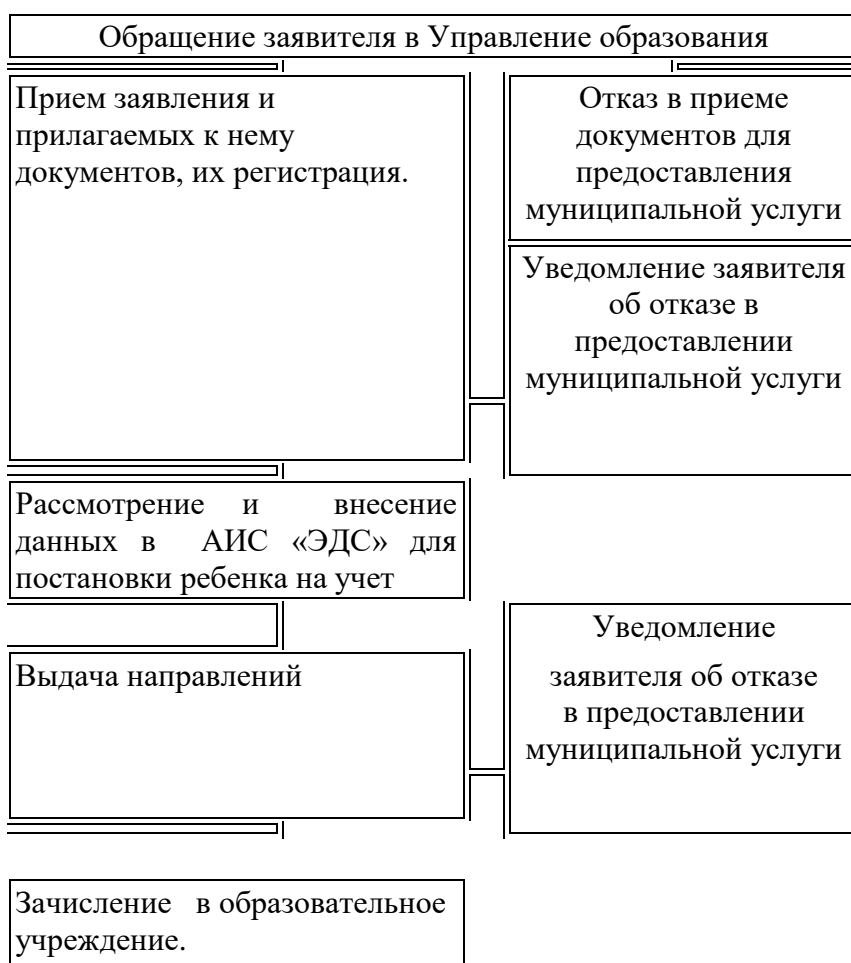 Обращение заявителя в Управление образования
Прием заявления и
прилагаемых к нему
документов, их регистрация.
Отказ в приеме
документов для
предоставления
муниципальной услуги
Уведомление заявителя
об отказе в
предоставлении
муниципальной услуги
Рассмотрение и внесение
данных в АИС «ЭДС» для
постановки ребенка на учет
Выдача направлений
Уведомление
заявителя об отказе
в предоставлении
муниципальной услуги
Зачисление в образовательное
учреждение.